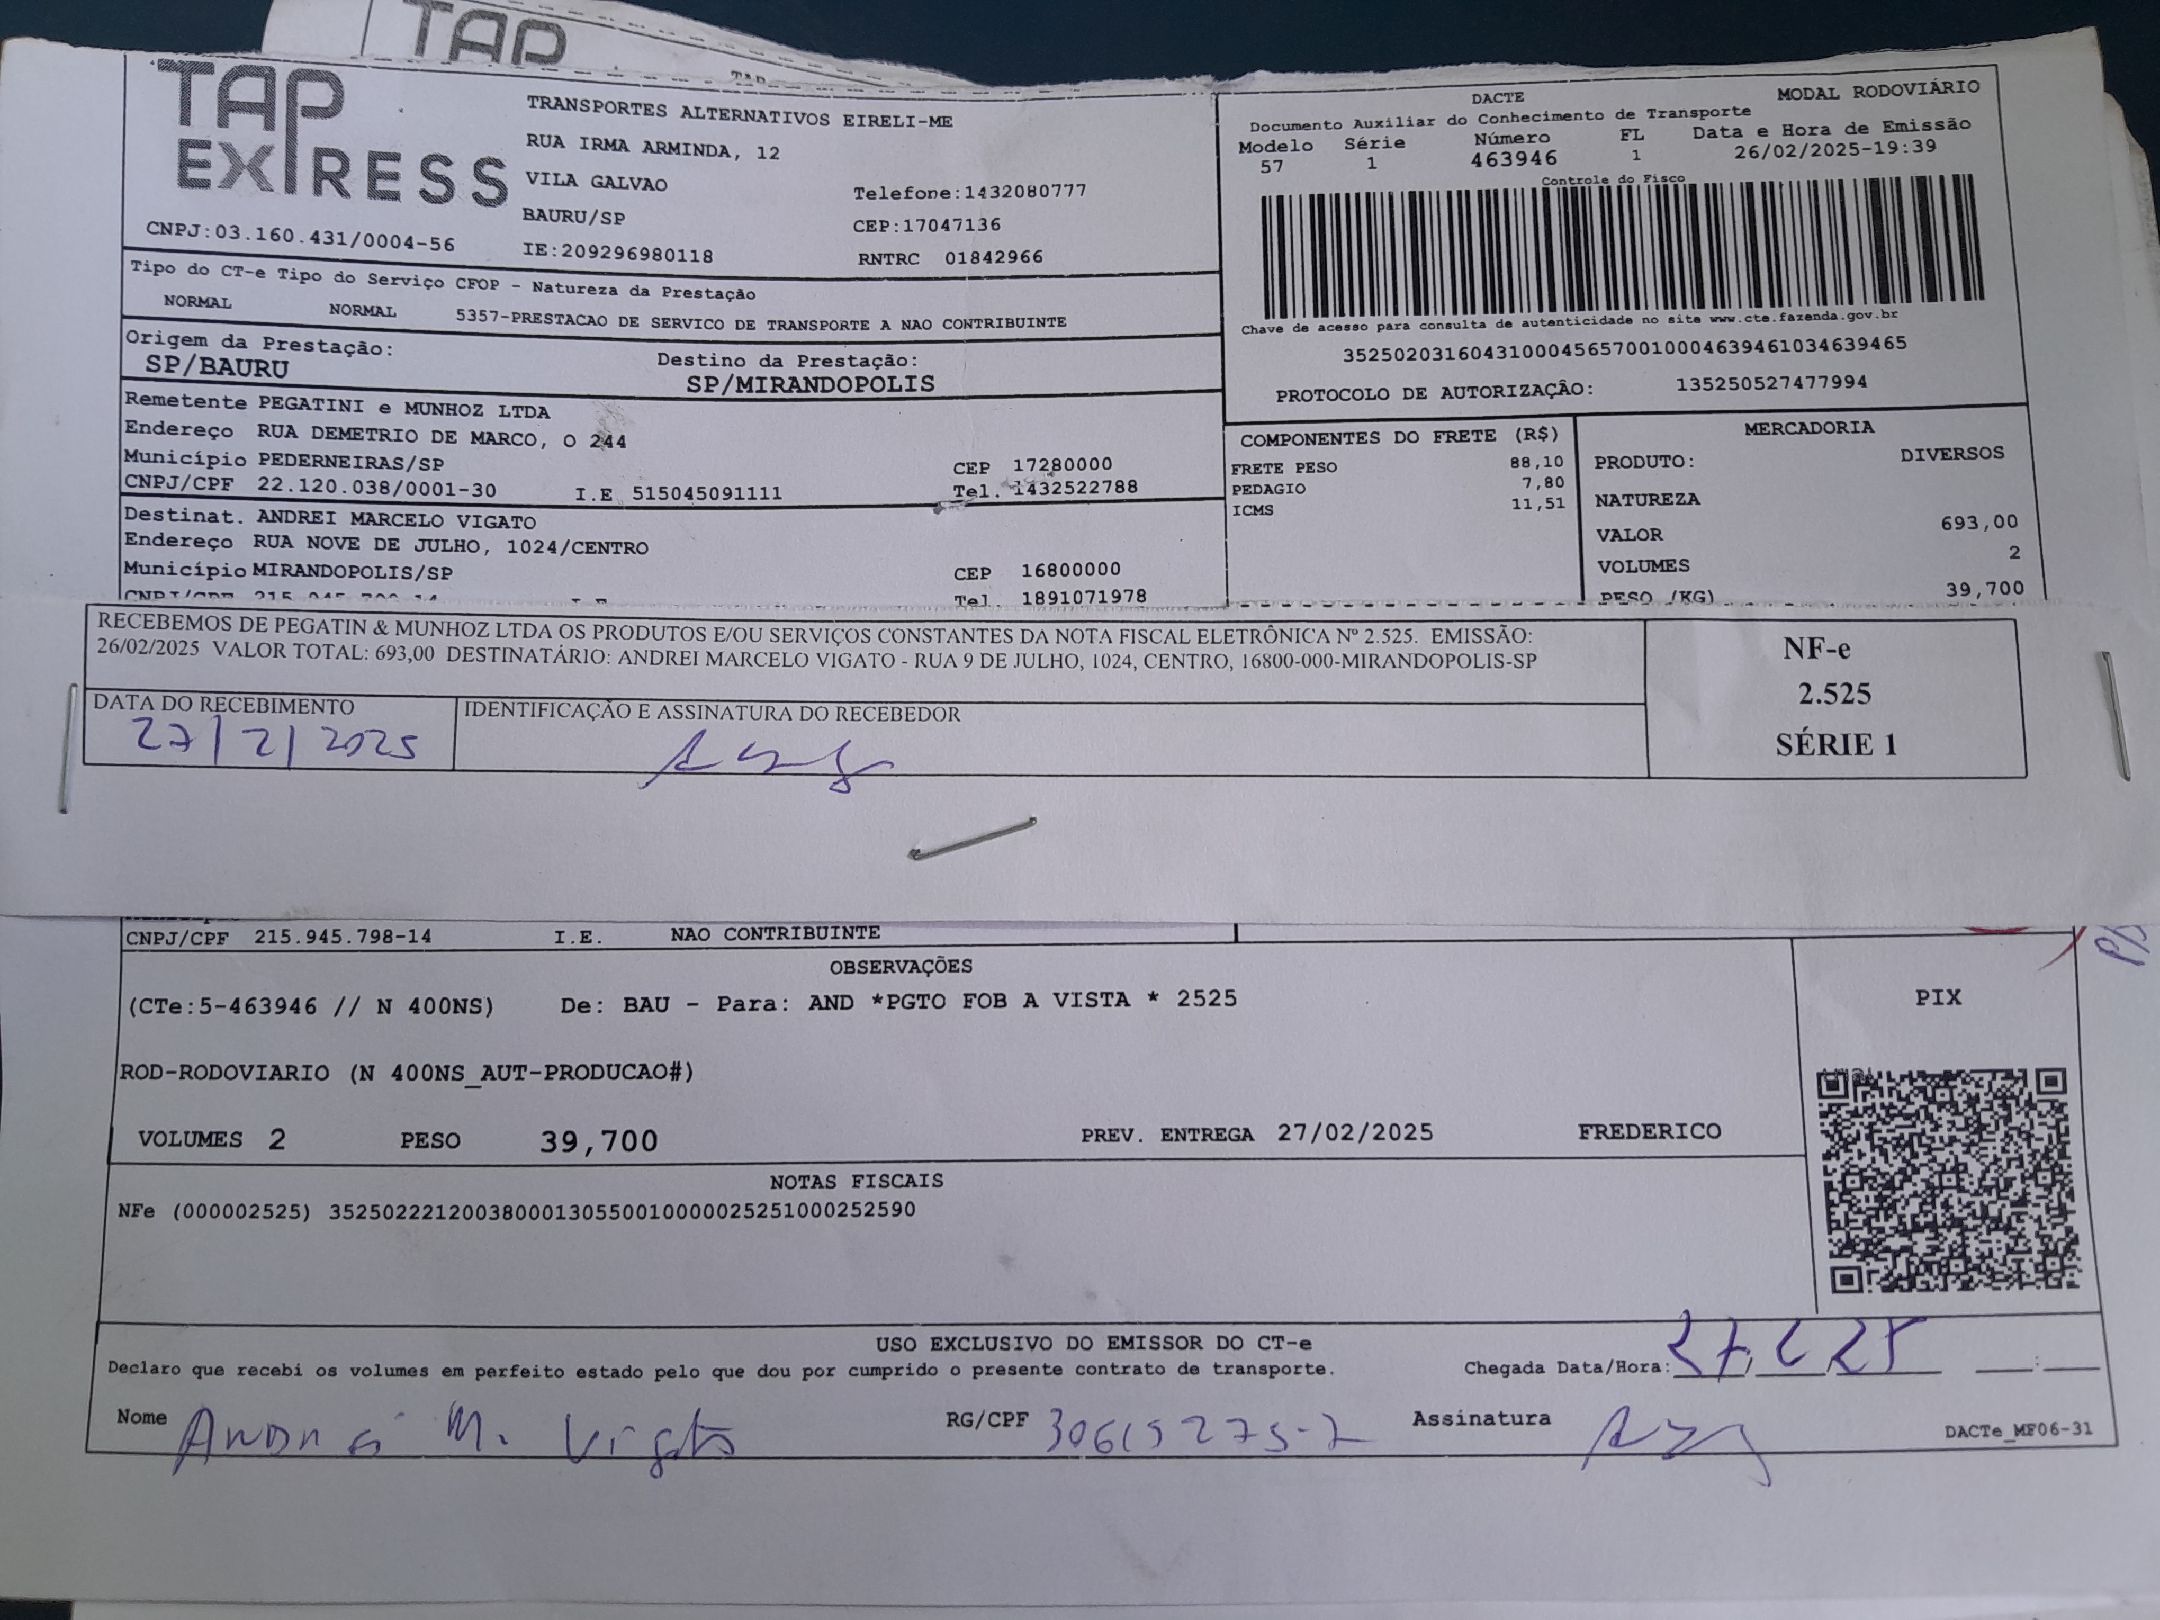 TAP
TAP
TAP EXPRESS
TRANSPORTES ALTERNATIVOS EIRELI-ME
RUA IRMA ARMINDA, 12
VILA GALVAO
Telefone:1432080777
BAURU/SP
CEP:17047136
CNPJ:03.160.431/0004-56
IE:209296980118
RNTRC 01842966
DACTE
MODAL RODOVIÁRIO
Documento Auxiliar do Conhecimento de Transporte
Modelo Série Número FL Data e Hora de Emissão
57 1 463946 1 26/02/2025-19:39
Controle do Fisco
Chave de acesso para consulta de autenticidade no site www.cte.fazenda.gov.br
35250203160431000456570010004639461034639465
PROTOCOLO DE AUTORIZAÇÃO: 135250527477994
Tipo do CT-e Tipo do Serviço CFOP - Natureza da Prestação
NORMAL NORMAL 5357-PRESTACAO DE SERVICO DE TRANSPORTE A NAO CONTRIBUINTE
Origem da Prestação: Destino da Prestação:
SP/BAURU SP/MIRANDOPOLIS
Remetente PEGATINI e MUNHOZ LTDA
Endereço RUA DEMETRIO DE MARCO, O 244
Município PEDERNEIRAS/SP CEP 17280000
CNPJ/CPF 22.120.038/0001-30 I.E 515045091111 Tel. 1432522788
Destinat. ANDREI MARCELO VIGATO
Endereço RUA NOVE DE JULHO, 1024/CENTRO
Município MIRANDOPOLIS/SP CEP 16800000
CNPJ/CPF Tel. 1891071978
COMPONENTES DO FRETE (R$)
FRETE PESO 88,10
PEDAGIO 7,80
ICMS 11,51
MERCADORIA
PRODUTO: DIVERSOS
NATUREZA
VALOR 693,00
VOLUMES 2
PESO (KG) 39,700
RECEBEMOS DE PEGATIN & MUNHOZ LTDA OS PRODUTOS E/OU SERVIÇOS CONSTANTES DA NOTA FISCAL ELETRÔNICA Nº 2.525. EMISSÃO:
26/02/2025 VALOR TOTAL: 693,00 DESTINATÁRIO: ANDREI MARCELO VIGATO - RUA 9 DE JULHO, 1024, CENTRO, 16800-000-MIRANDOPOLIS-SP
DATA DO RECEBIMENTO
27/2/2025
IDENTIFICAÇÃO E ASSINATURA DO RECEBEDOR
NF-e
2.525
SÉRIE 1
CNPJ/CPF 215.945.798-14 I.E. NAO CONTRIBUINTE
OBSERVAÇÕES
(CTe:5-463946 // N 400NS) De: BAU - Para: AND *PGTO FOB A VISTA * 2525
ROD-RODOVIARIO (N 400NS_AUT-PRODUCAO#)
VOLUMES 2 PESO 39,700 PREV. ENTREGA 27/02/2025 FREDERICO
PIX
NOTAS FISCAIS
NFe (000002525) 35250222120038000130550010000025251000252590
USO EXCLUSIVO DO EMISSOR DO CT-e
Declaro que recebi os volumes em perfeito estado pelo que dou por cumprido o presente contrato de transporte. Chegada Data/Hora: 27 2 25 :
Nome Andrei M. Vigato RG/CPF 30615275-2 Assinatura
DACTe_MF06-31